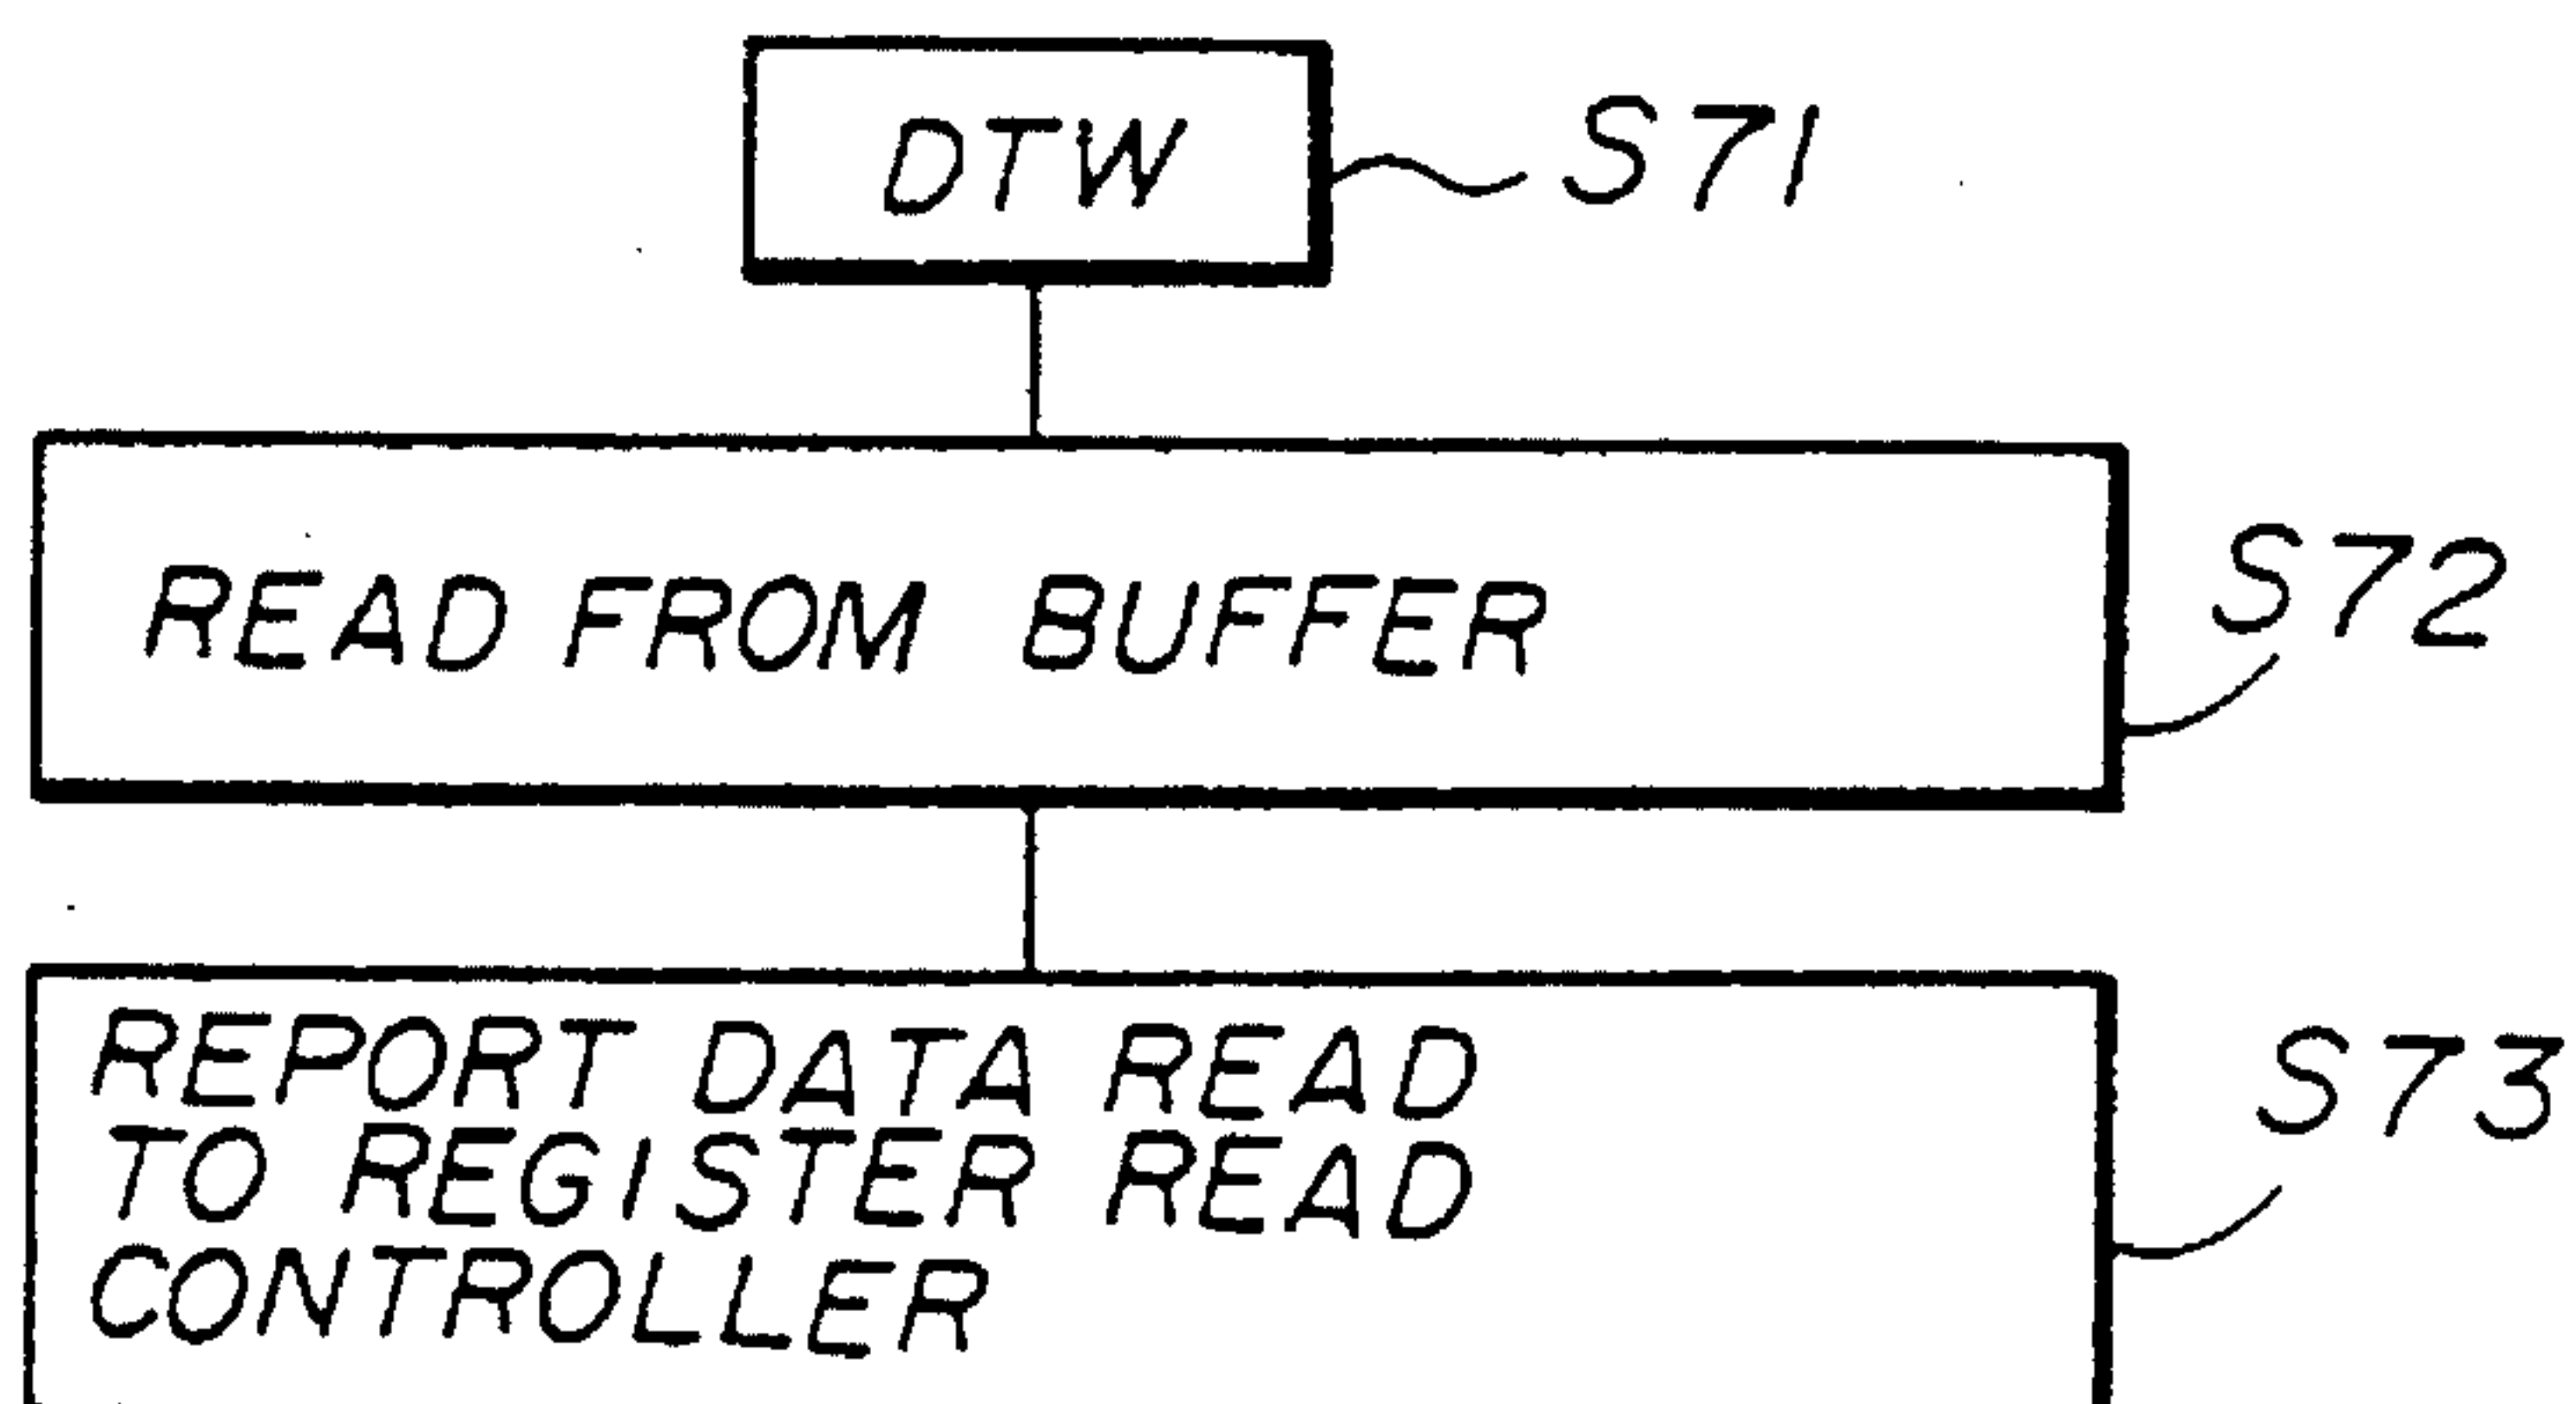 DTW
S71
READ FROM BUFFER
S72
REPORT DATA READ
TO REGISTER READ
CONTROLLER
S73